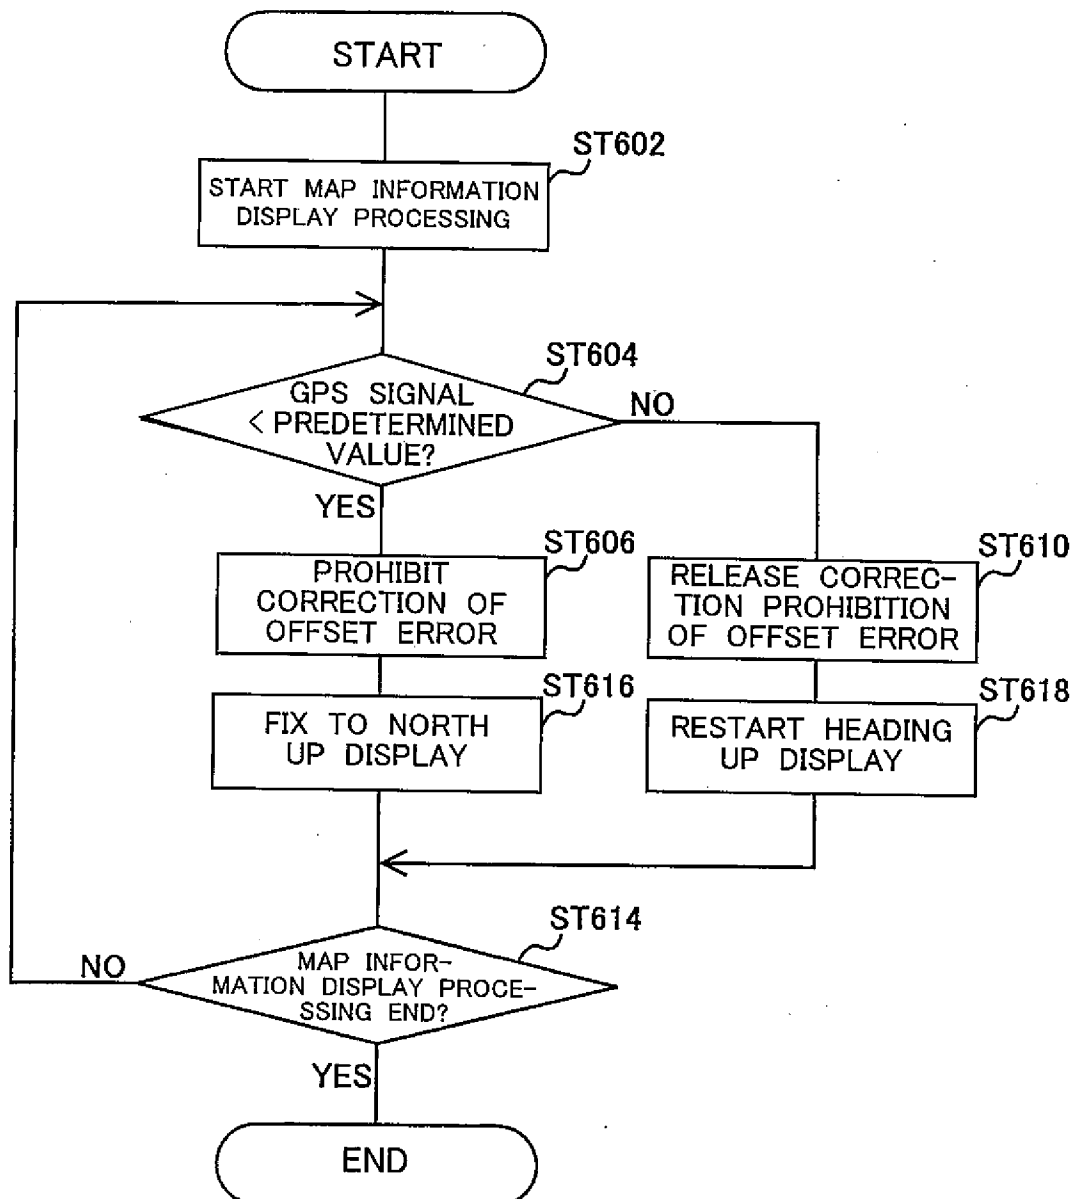 START
ST602
START MAP INFORMATION
DISPLAY PROCESSING
ST604
GPS SIGNAL
< PREDETERMINED
VALUE?
NO
YES
ST606
PROHIBIT
CORRECTION OF
OFFSET ERROR
ST610
RELEASE CORREC-
TION PROHIBITION
OF OFFSET ERROR
ST616
FIX TO NORTH
UP DISPLAY
ST618
RESTART HEADING
UP DISPLAY
ST614
MAP INFOR-
MATION DISPLAY PROCE-
SSING END?
NO
YES
END